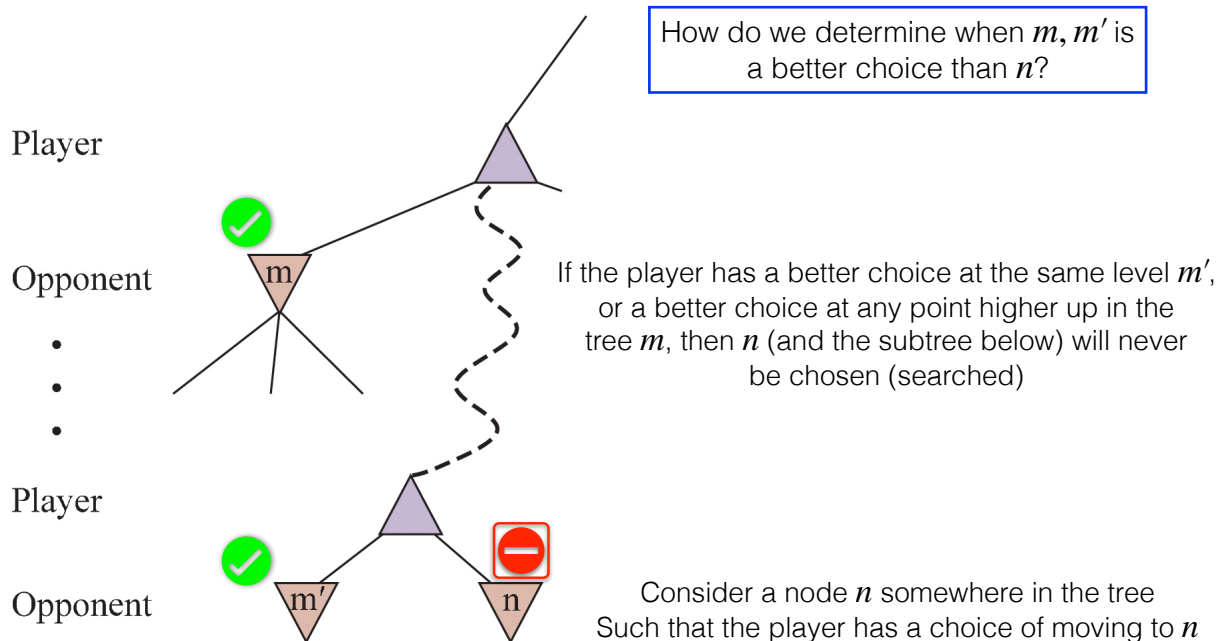 How do we determine when m, m′ is
a better choice than n?
Player
m
Opponent
If the player has a better choice at the same level m′,
or a better choice at any point higher up in the
tree m, then n (and the subtree below) will never
be chosen (searched)
Player
Opponent
m′
n
Consider a node n somewhere in the tree
Such that the player has a choice of moving to n